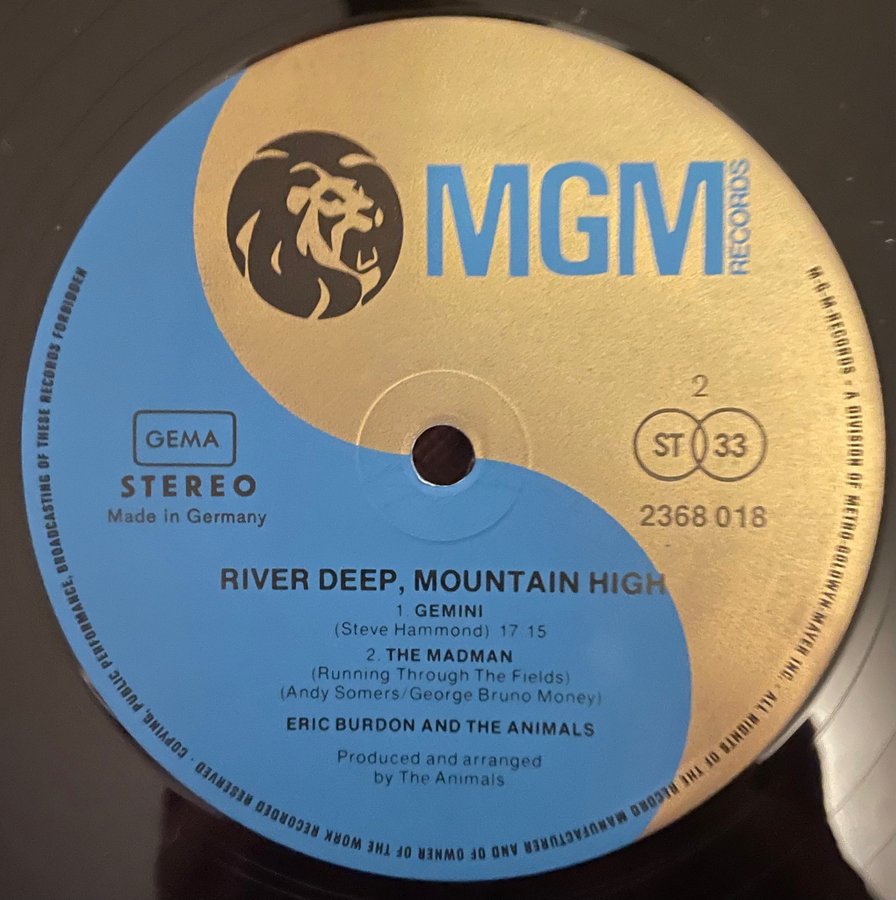 MGM
RECORDS
2
ST 33
2368 018
GEMA
STEREO
Made in Germany
RIVER DEEP, MOUNTAIN HIGH
1. GEMINI
(Steve Hammond) 17 15
2. THE MADMAN
(Running Through The Fields)
(Andy Somers/George Bruno Money)
ERIC BURDON AND THE ANIMALS
Produced and arranged
by The Animals
M-G-M-RECORDS - A DIVISION OF METRO-GOLDWYN-MAYER INC. - ALL RIGHTS OF THE RECORD MANUFACTURER AND OF OWNER OF THE WORK RECORDED RESERVED - COPYING, PUBLIC PERFORMANCE, BROADCASTING OF THESE RECORDS FORBIDDEN